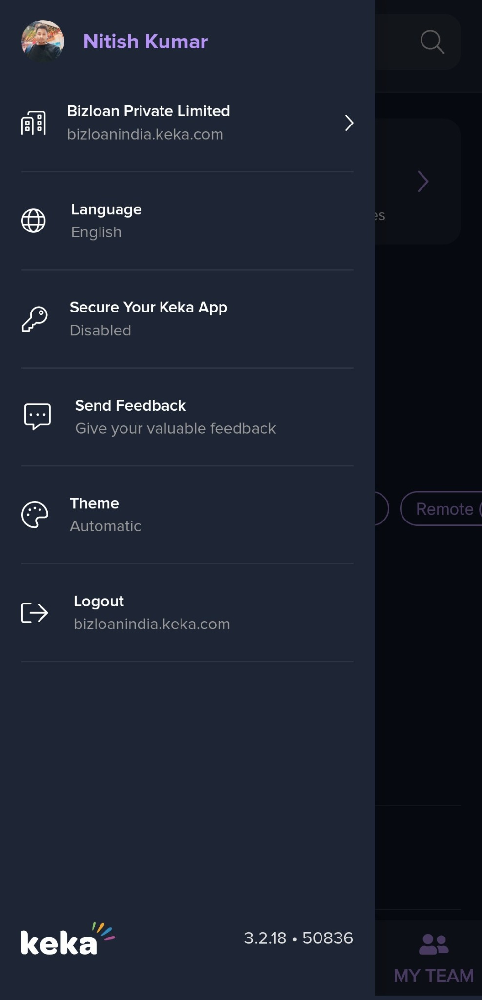 Nitish Kumar
Bizloan Private Limited
bizloanindia.keka.com
Language
English
es
Secure Your Keka App
Disabled
Send Feedback
Give your valuable feedback
Remote
Theme
Automatic
Logout
bizloanindia.keka.com
keka
3.2.18 • 50836
MY TEAM